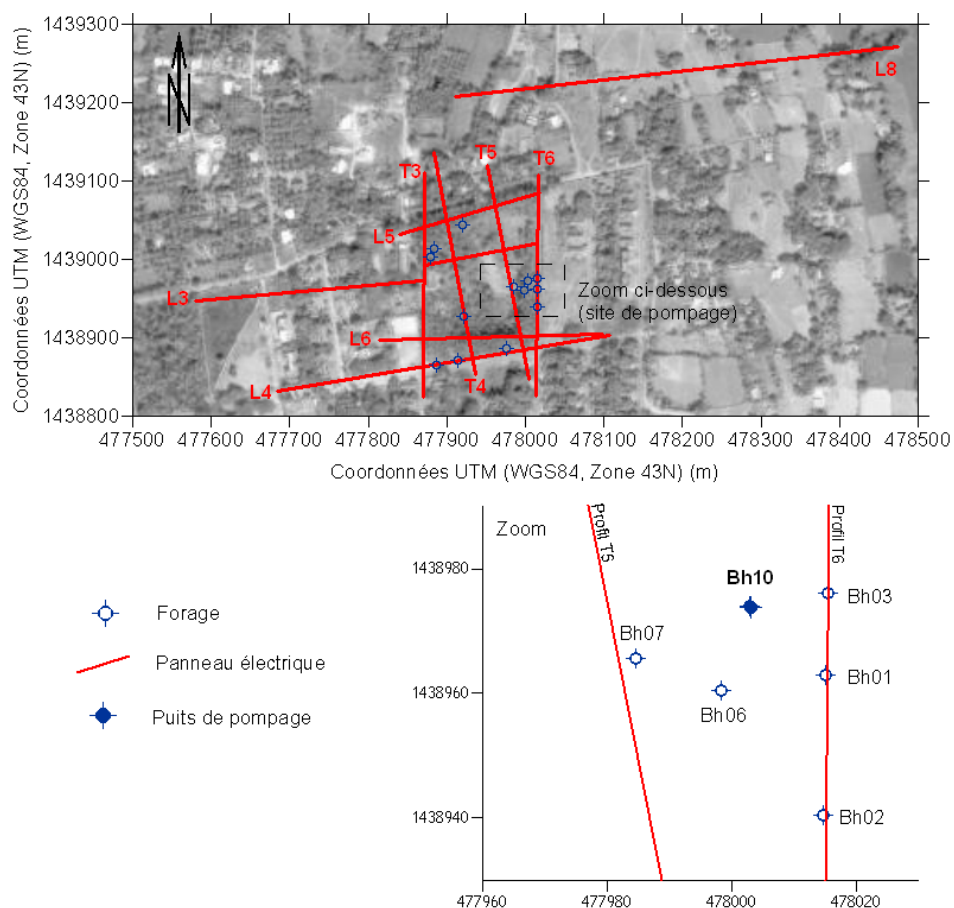 1439300
1439200
1439100
1439000
1438900
1438800
Coordonnées UTM (WGS84, Zone 43N) (m)
N
L8
T3
T5
T6
L5
L3
Zoom ci-dessous
(site de pompage)
L6
L4
T4
477500 477600 477700 477800 477900 478000 478100 478200 478300 478400 478500
Coordonnées UTM (WGS84, Zone 43N) (m)
Zoom
Profil T5
Profil T6
1438980
1438960
1438940
Bh10
Bh03
Bh07
Bh01
Bh06
Bh02
477960 477980 478000 478020
Forage
Panneau électrique
Puits de pompage